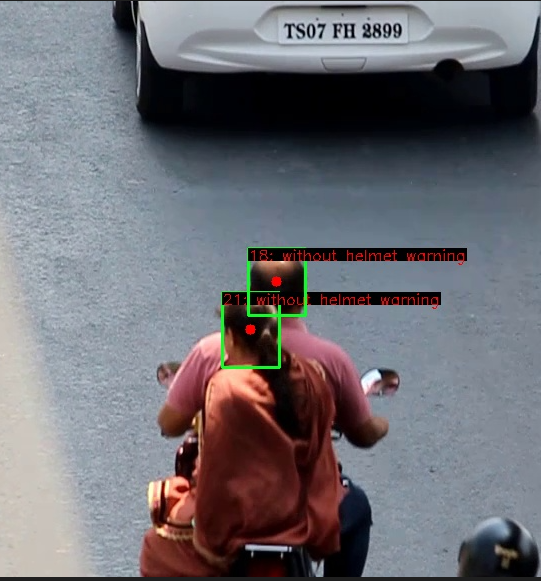 TS07 FH 2899
18: without helmet warning
21: without helmet warning